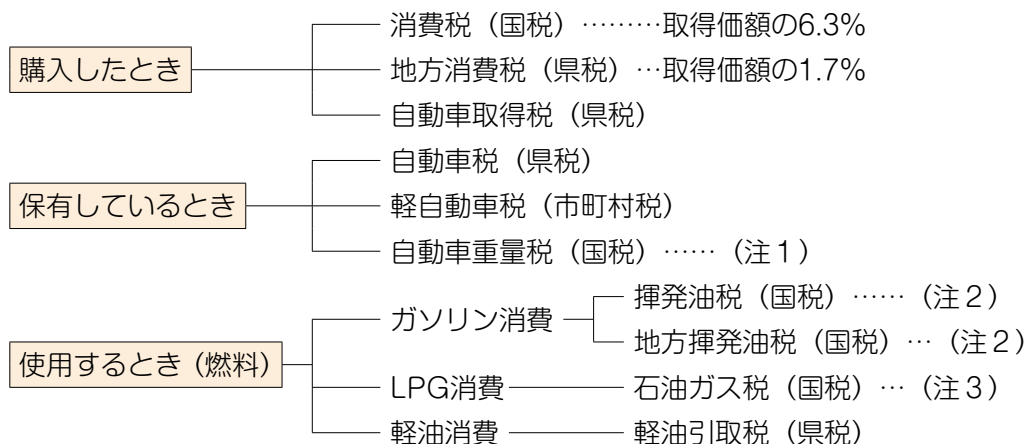 消費税（国税）………取得価額の6.3%
購入したとき
地方消費税（県税）…取得価額の1.7%
自動車取得税（県税）
自動車税（県税）
保有しているとき
軽自動車税（市町村税）
自動車重量税（国税）……（注１）
ガソリン消費
揮発油税（国税）……（注２）
地方揮発油税（国税）…（注２）
使用するとき（燃料）
LPG消費
石油ガス税（国税）…（注３）
軽油消費
軽油引取税（県税）